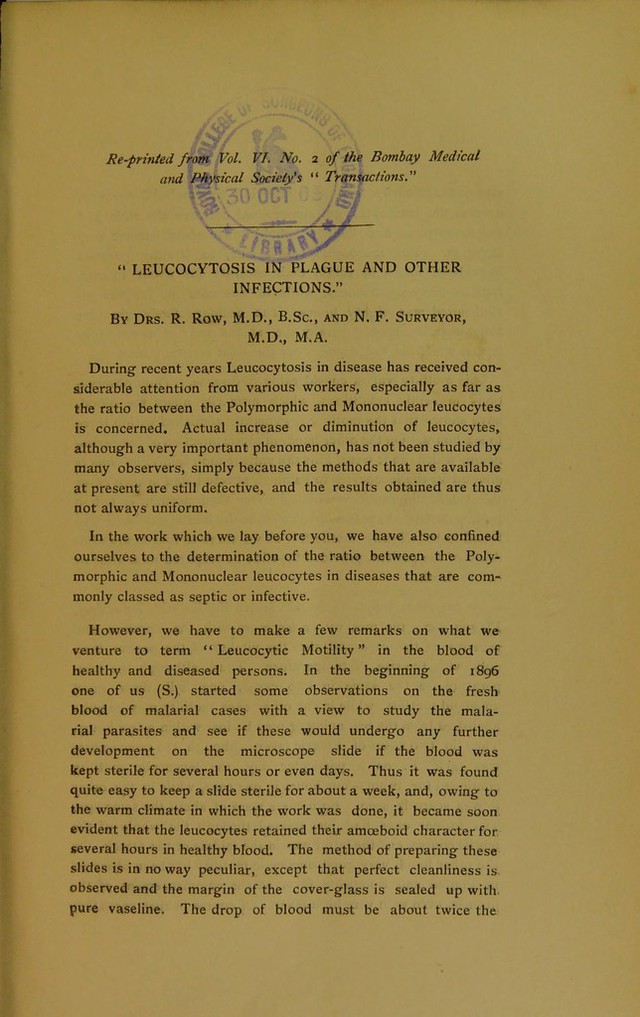 Re-printed from Vol. VI. No. 2 of the Bombay Medical
and Physical Society's “ Transactions.”
COLLEGE OF SURGEONS OF
30 OCT
LIBRARY
“ LEUCOCYTOSIS IN PLAGUE AND OTHER
INFECTIONS.”
By Drs. R. Row, M.D., B.Sc., and N. F. Surveyor,
M.D., M.A.
During recent years Leucocytosis in disease has received con-
siderable attention from various workers, especially as far as
the ratio between the Polymorphic and Mononuclear leucocytes
is concerned. Actual increase or diminution of leucocytes,
although a very important phenomenon, has not been studied by
many observers, simply because the methods that are available
at present are still defective, and the results obtained are thus
not always uniform.
In the work which we lay before you, we have also confined
ourselves to the determination of the ratio between the Poly-
morphic and Mononuclear leucocytes in diseases that are com-
monly classed as septic or infective.
However, we have to make a few remarks on what we
venture to term “ Leucocytic Motility ” in the blood of
healthy and diseased persons. In the beginning of 1896
one of us (S.) started some observations on the fresh
blood of malarial cases with a view to study the mala-
rial parasites and see if these would undergo any further
development on the microscope slide if the blood was
kept sterile for several hours or even days. Thus it was found
quite easy to keep a slide sterile for about a week, and, owing to
the warm climate in which the work was done, it became soon
evident that the leucocytes retained their amœboid character for
several hours in healthy blood. The method of preparing these
slides is in no way peculiar, except that perfect cleanliness is
observed and the margin of the cover-glass is sealed up with
pure vaseline. The drop of blood must be about twice the